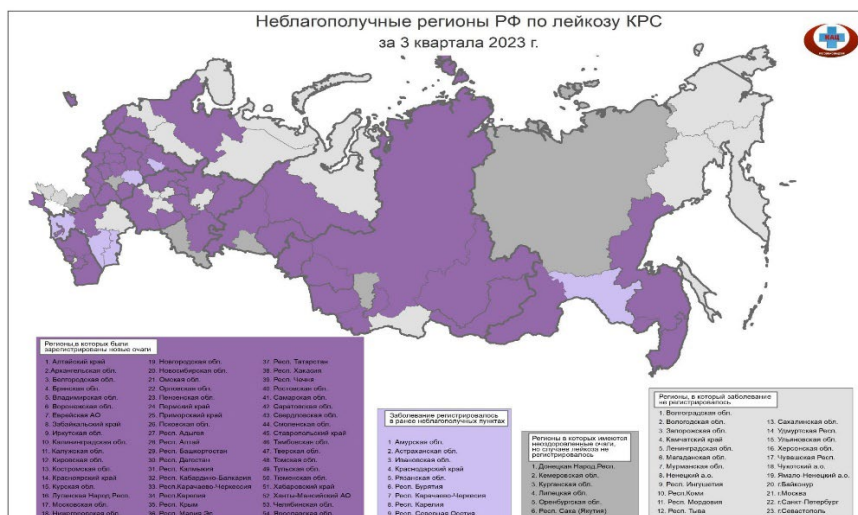 Неблагополучные регионы РФ по лейкозу КРС
за 3 квартала 2023 г.
Регионы,в которых были
зарегистрированы новые очаги
1. Алтайский край
2.Архангельская обл.
3. Белгородская обл.
4. Брянская обл.
5. Владимирская обл.
6. Воронежская обл.
7. Еврейская АО
8. Забайкальский край
9. Иркутская обл.
10. Калининградская обл.
11. Калужская обл.
12. Кировская обл.
13. Костромская обл.
14. Красноярский край
15. Курская обл.
16. Луганская Народ.Респ.
17. Московская обл.
18. Нижегородская обл.
19. Новгородская обл.
20. Новосибирская обл.
21. Омская обл.
22. Орловская обл.
23. Пензенская обл.
24. Пермский край
25. Приморский край
26. Псковская обл.
27. Респ. Адыгея
28. Респ. Алтай
29. Респ. Башкортостан
30. Респ. Дагестан
31. Респ. Калмыкия
32. Респ. Кабардино-Балкария
33. Респ.Карачаево-Черкессия
34. Респ.Карелия
35. Респ. Крым
36. Респ. Марий Эл
37. Респ. Татарстан
38. Респ. Хакасия
39. Респ. Чечня
40. Ростовская обл.
41. Самарская обл.
42. Саратовская обл.
43. Свердловская обл.
44. Смоленская обл.
45. Ставропольский край
46. Тамбовская обл.
47. Тверская обл.
48. Томская обл.
49. Тульская обл.
50. Тюменская обл.
51. Хабаровский край
52. Ханты-Мансийский АО
53. Челябинская обл.
54. Ярославская обл.
Заболевание регистрировалось
в ранее неблагополучных пунктах
1. Амурская обл.
2. Астраханская обл.
3. Ивановская обл.
4. Краснодарский край
5. Рязанская обл.
6. Респ. Бурятия
7. Респ. Карачаево-Черкесия
8. Респ. Карелия
9. Респ. Северная Осетия
Регионы в которых имеются
неоздоровленные очаги,
но случаев лейкоза не
регистрировалось
1. Донецкая Народ.Респ.
2. Кемеровская обл.
3. Курганская обл.
4. Липецкая обл.
5. Оренбургская обл.
6. Респ. Саха (Якутия)
Регионы, в который заболевание
не регистрировалось
1. Волгоградская обл.
2. Вологодская обл.
3. Запорожская обл.
4. Камчатский край
5. Ленинградская обл.
6. Магаданская обл.
7. Мурманская обл.
8. Ненецкий а.о.
9. Респ. Ингушетия
10. Респ.Коми
11. Респ. Мордовия
12. Респ. Тыва
13. Сахалинская обл.
14. Удмуртская Респ.
15. Ульяновская обл.
16. Херсонская обл.
17. Чувашская Респ.
18. Чукотский а.о.
19. Ямало-Ненецкий а.о.
20. г.Байконур
21. г.Москва
22. г.Санкт-Петербург
23. г.Севастополь